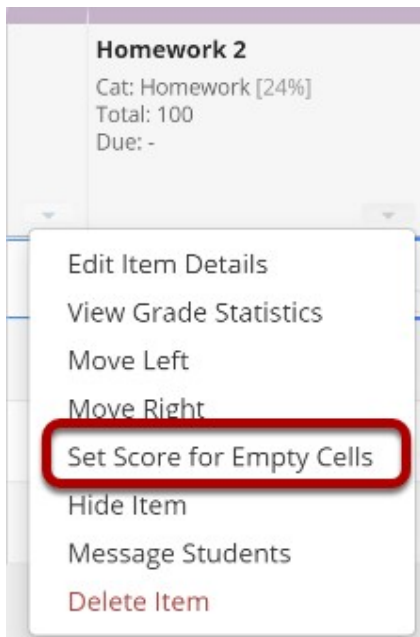 Homework 2
Cat: Homework [24%]
Total: 100
Due: -
Edit Item Details
View Grade Statistics
Move Left
Move Right
Set Score for Empty Cells
Hide Item
Message Students
Delete Item